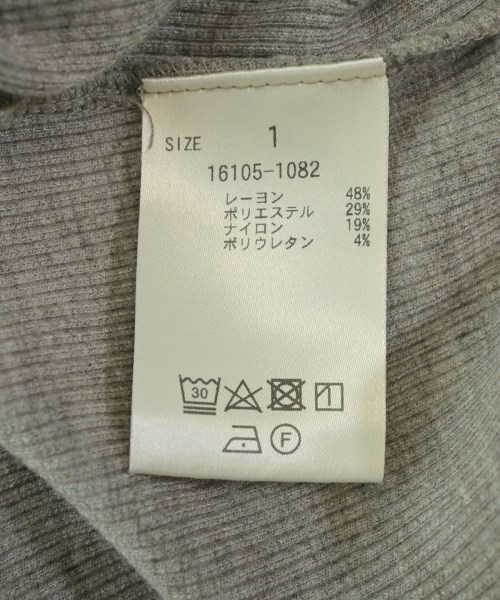 SIZE 1
16105-1082
レーヨン 48%
ポリエステル 29%
ナイロン 19%
ポリウレタン 4%
30
F